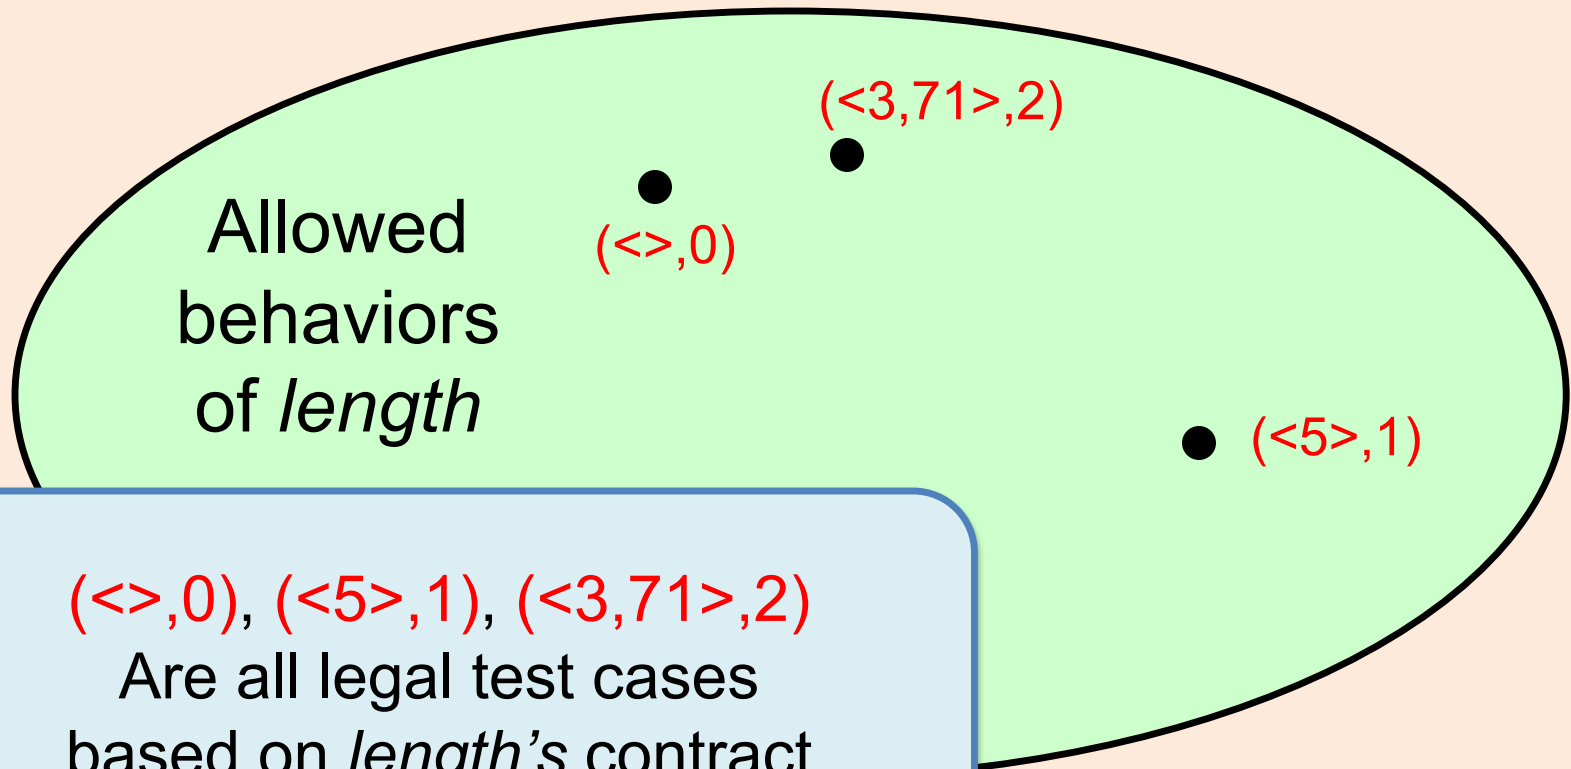 (<3,71>,2)
(<>,0)
Allowed
behaviors
of length
(<5>,1)
(<>,0), (<5>,1), (<3,71>,2)
Are all legal test cases
based on length’s contract